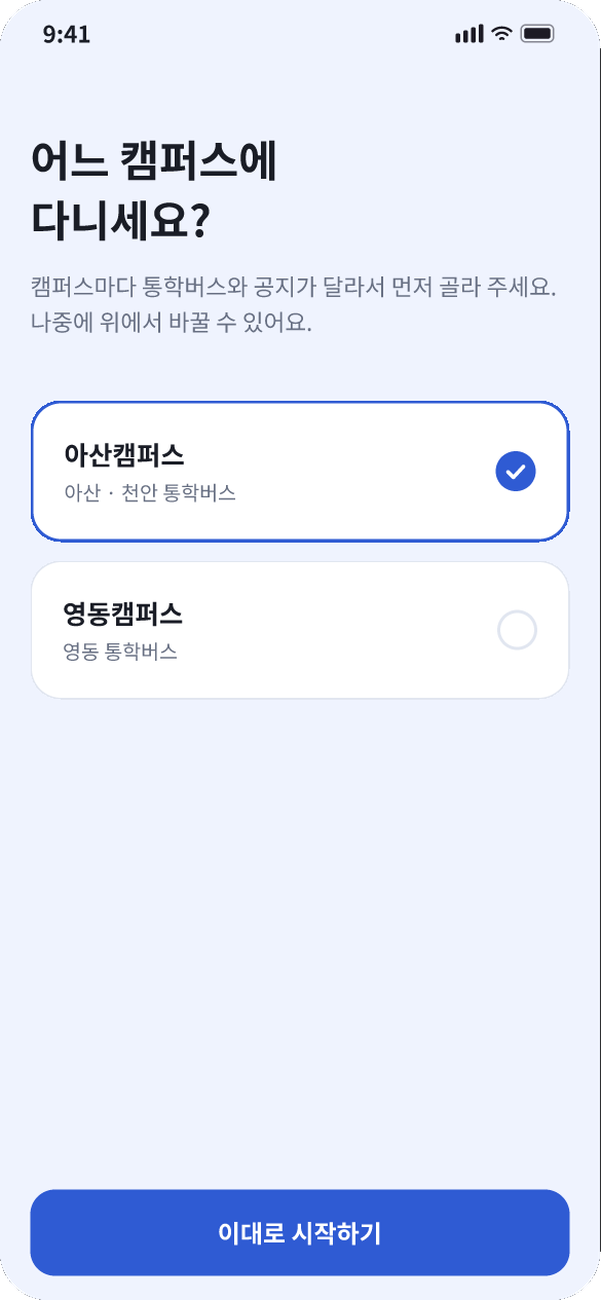 9:41
어느 캠퍼스에
다니세요?
캠퍼스마다 통학버스와 공지가 달라서 먼저 골라 주세요.
나중에 위에서 바꿀 수 있어요.
아산캠퍼스
아산 · 천안 통학버스
영동캠퍼스
영동 통학버스
이대로 시작하기